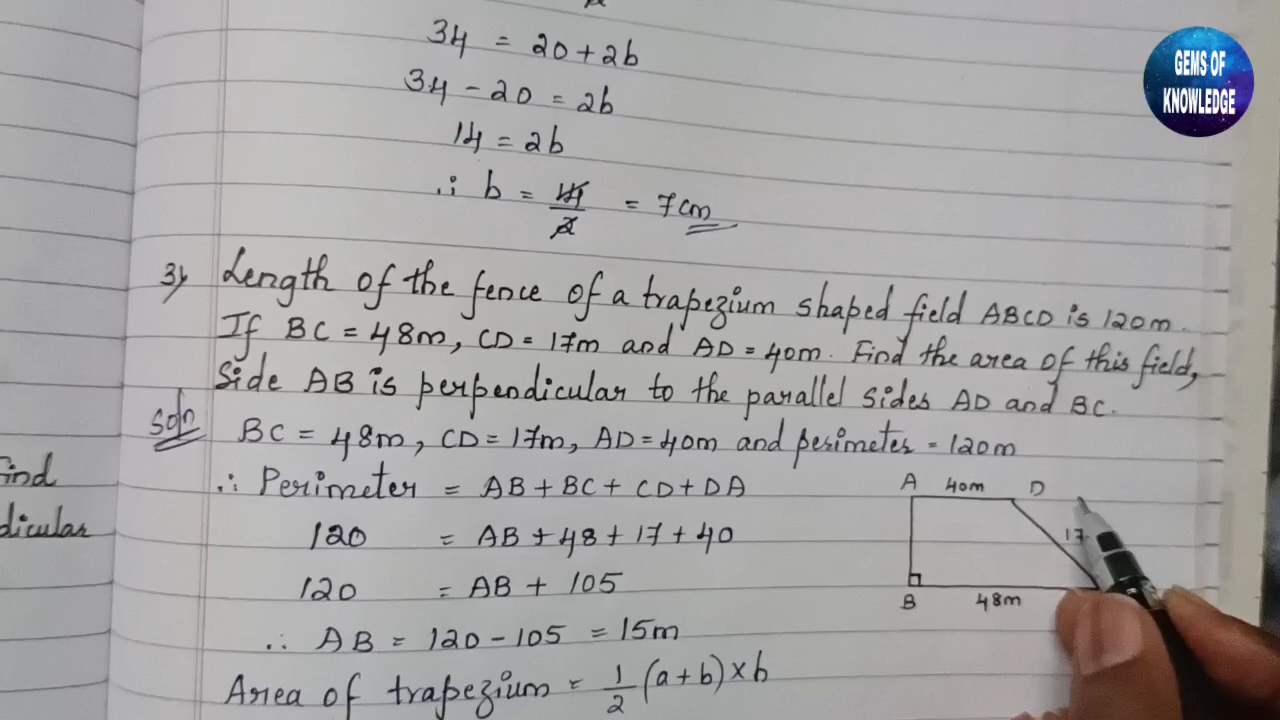 34 = 20 + 2b
34 - 20 = 2b
14 = 2b
∴ b = 14/2 = 7cm
GEMS OF
KNOWLEDGE
3) Length of the fence of a trapezium shaped field ABCD is 120m.
If BC = 48m, CD = 17m and AD = 40m. Find the area of this field,
Side AB is perpendicular to the parallel sides AD and BC.
Soln
BC = 48m, CD = 17m, AD = 40m and perimeter = 120m
∴ Perimeter = AB + BC + CD + DA
120 = AB + 48 + 17 + 40
120 = AB + 105
∴ AB = 120 - 105 = 15m
Area of trapezium = 1/2 (a + b) × b
A 40m D
17
B 48m
find
dicular